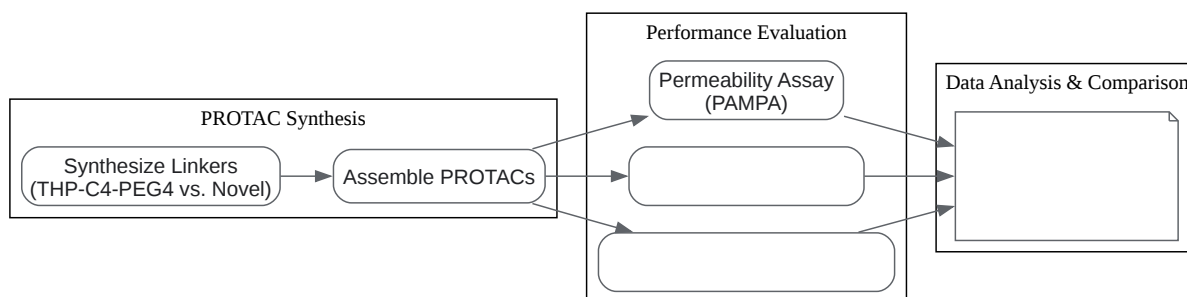 PROTAC Synthesis
Synthesize Linkers
(THP-C4-PEG4 vs. Novel)
Assemble PROTACs
Performance Evaluation
Permeability Assay
(PAMPA)
Data Analysis & Comparison